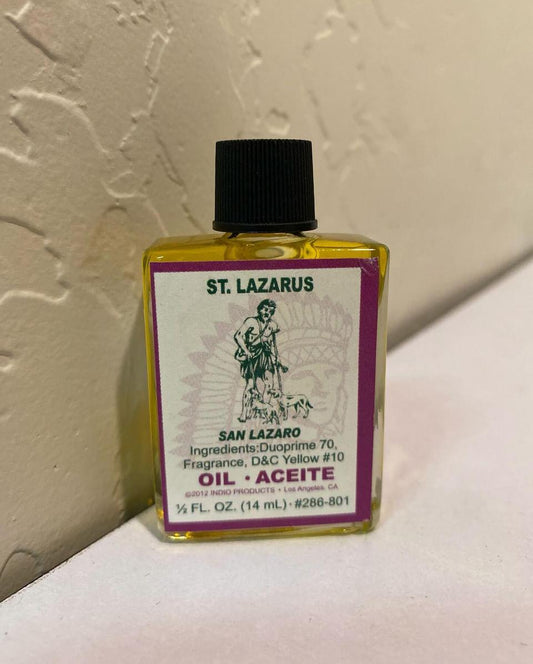 ST. LAZARUS
SAN LAZARO
Ingredients:Duoprime 70,
Fragrance, D&C Yellow #10
OIL · ACEITE
©2012 INDIO PRODUCTS • Los Angeles, CA
½ FL. OZ. (14 mL) · #286-801